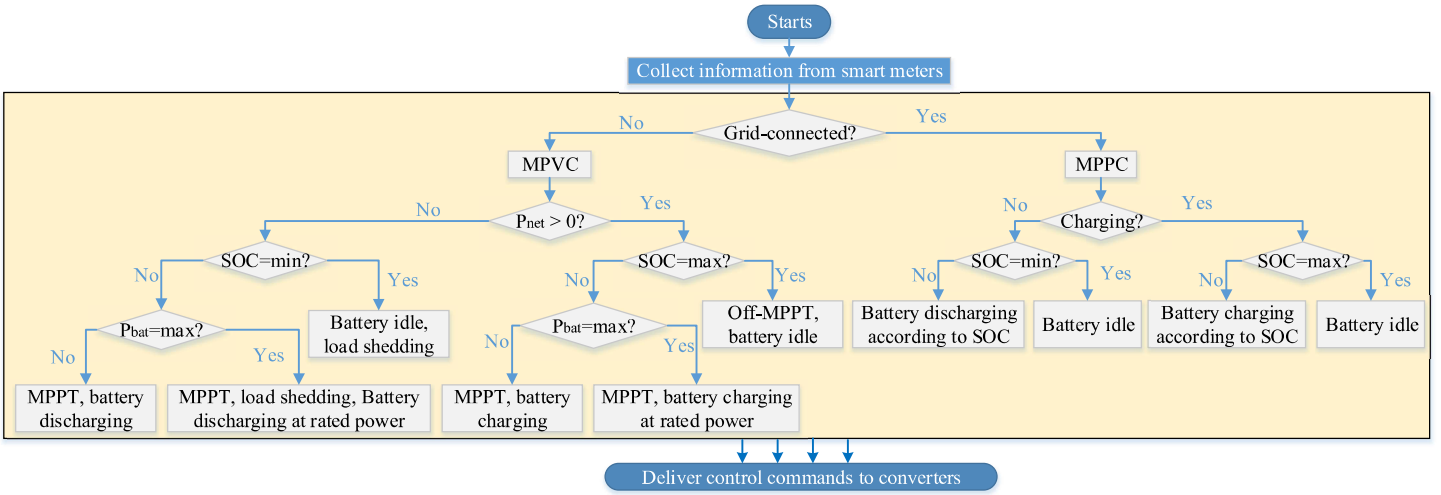 Starts
Collect information from smart meters
Grid-connected?
No
Yes
MPVC
MPPC
Pnet > 0?
No
Yes
Charging?
No
Yes
SOC=min?
No
Yes
SOC=max?
No
Yes
SOC=min?
No
Yes
SOC=max?
No
Yes
Pbat=max?
No
Yes
Battery idle,
load shedding
Pbat=max?
No
Yes
Off-MPPT,
battery idle
Battery discharging
according to SOC
Battery idle
Battery charging
according to SOC
Battery idle
MPPT, battery
discharging
MPPT, load shedding, Battery
discharging at rated power
MPPT, battery
charging
MPPT, battery charging
at rated power
Deliver control commands to converters